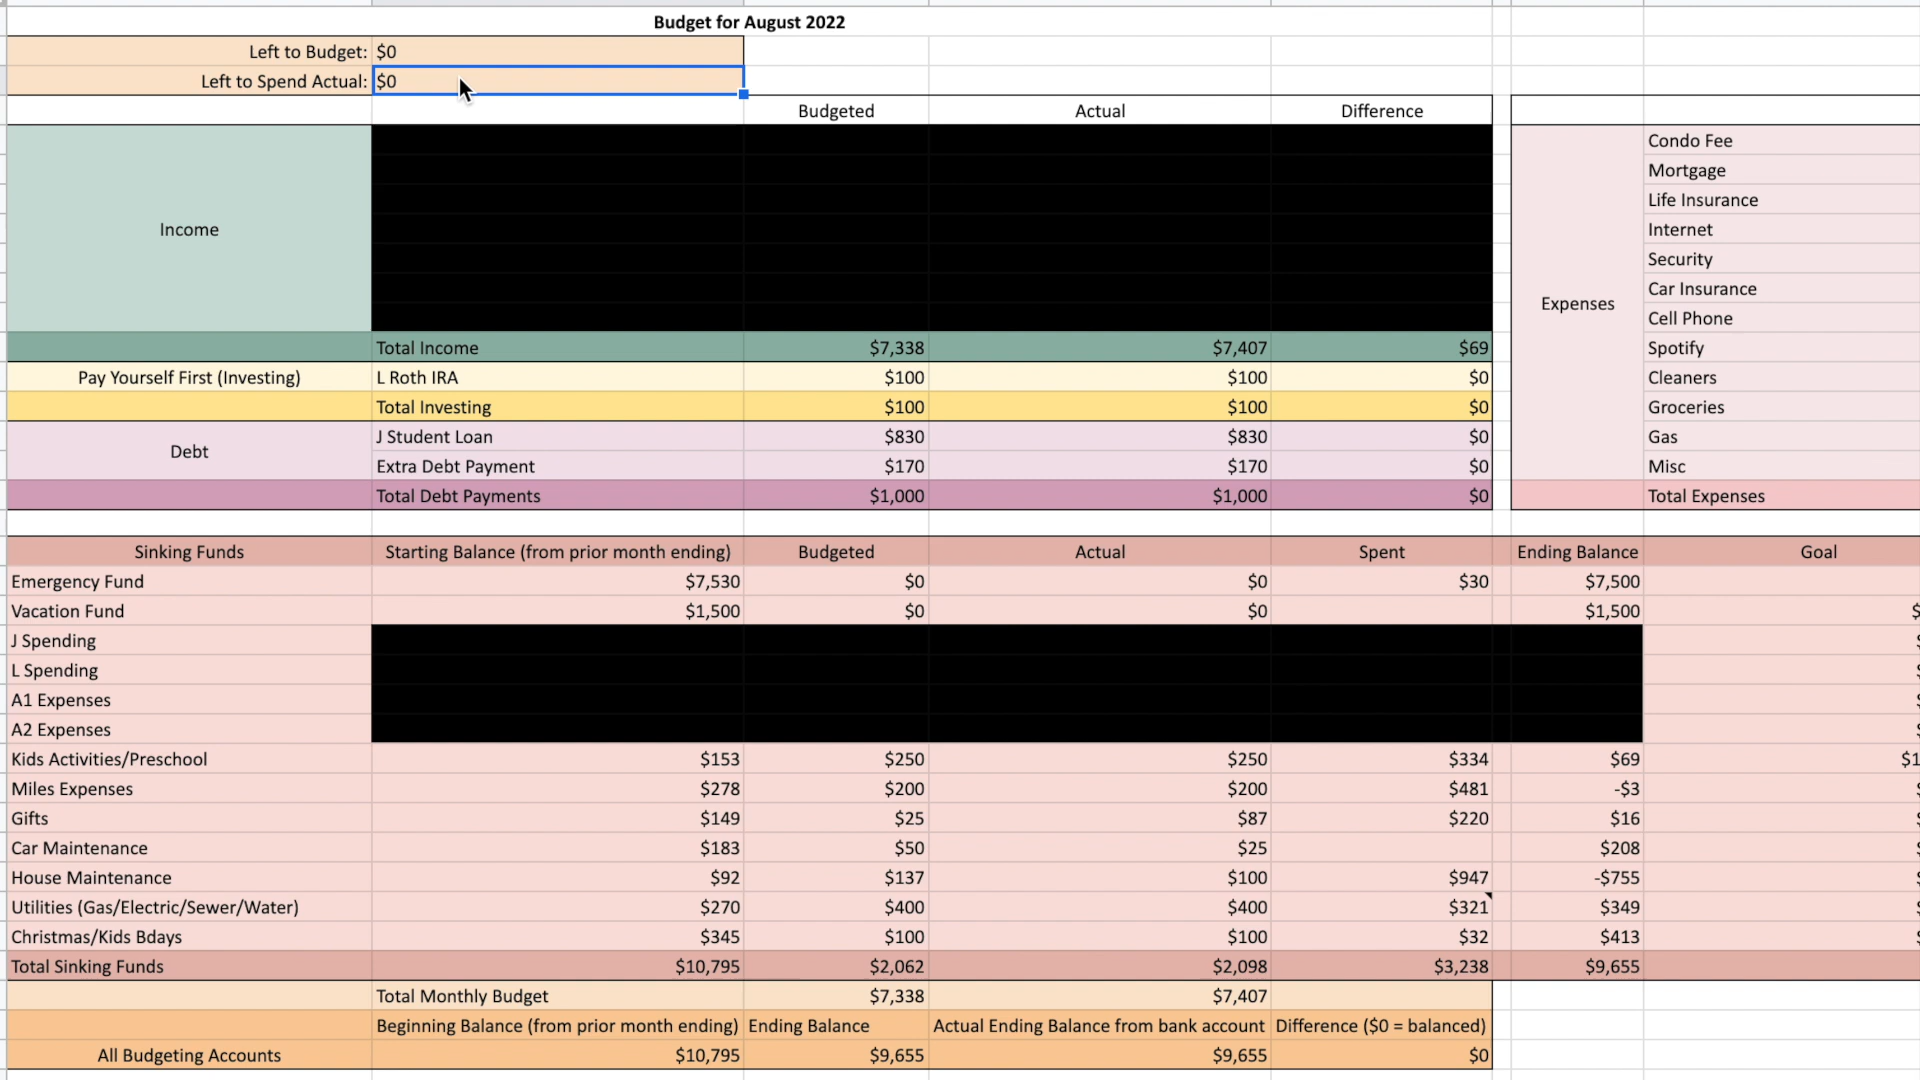 Budget for August 2022
Left to Budget: $0
Left to Spend Actual: $0
Budgeted Actual Difference
Condo Fee
Mortgage
Life Insurance
Income Internet
Security
Car Insurance
Expenses
Cell Phone
Total Income $7,338 $7,407 $69 Spotify
Pay Yourself First (Investing) L Roth IRA $100 $100 $0 Cleaners
Total Investing $100 $100 $0 Groceries
J Student Loan $830 $830 $0 Gas
Debt
Extra Debt Payment $170 $170 $0 Misc
Total Debt Payments $1,000 $1,000 $0 Total Expenses
Sinking Funds Starting Balance (from prior month ending) Budgeted Actual Spent Ending Balance Goal
Emergency Fund $7,530 $0 $0 $30 $7,500
Vacation Fund $1,500 $0 $0 $1,500 $
J Spending
L Spending
A1 Expenses
A2 Expenses
Kids Activities/Preschool $153 $250 $250 $334 $69 $1
Miles Expenses $278 $200 $200 $481 -$3
Gifts $149 $25 $87 $220 $16
Car Maintenance $183 $50 $25 $208
House Maintenance $92 $137 $100 $947 -$755
Utilities (Gas/Electric/Sewer/Water) $270 $400 $400 $321 $349
Christmas/Kids Bdays $345 $100 $100 $32 $413
Total Sinking Funds $10,795 $2,062 $2,098 $3,238 $9,655
Total Monthly Budget $7,338 $7,407
Beginning Balance (from prior month ending) Ending Balance Actual Ending Balance from bank account Difference ($0 = balanced)
All Budgeting Accounts $10,795 $9,655 $9,655 $0